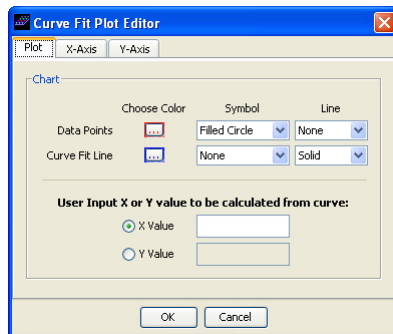 Curve Fit Plot Editor
Plot X-Axis Y-Axis
Chart
Choose Color Symbol Line
Data Points ... Filled Circle None
Curve Fit Line ... None Solid
User Input X or Y value to be calculated from curve:
X Value
Y Value
OK Cancel